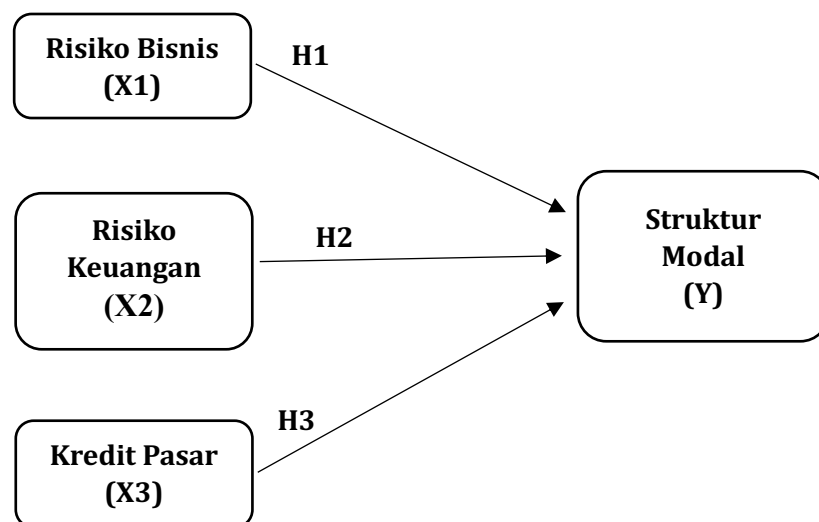 Risiko Bisnis
(X1)
H1
Risiko
Keuangan
(X2)
H2
Struktur
Modal
(Y)
H3
Kredit Pasar
(X3)